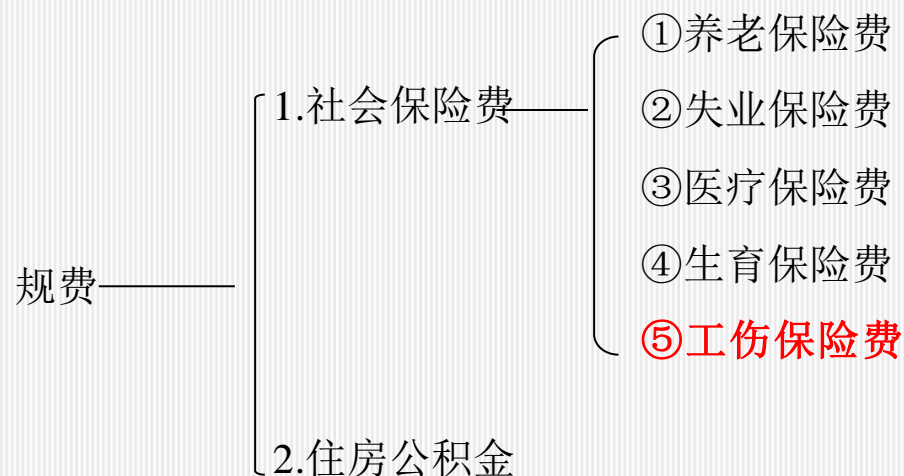 规费
1.社会保险费
①养老保险费
②失业保险费
③医疗保险费
④生育保险费
⑤工伤保险费
2.住房公积金